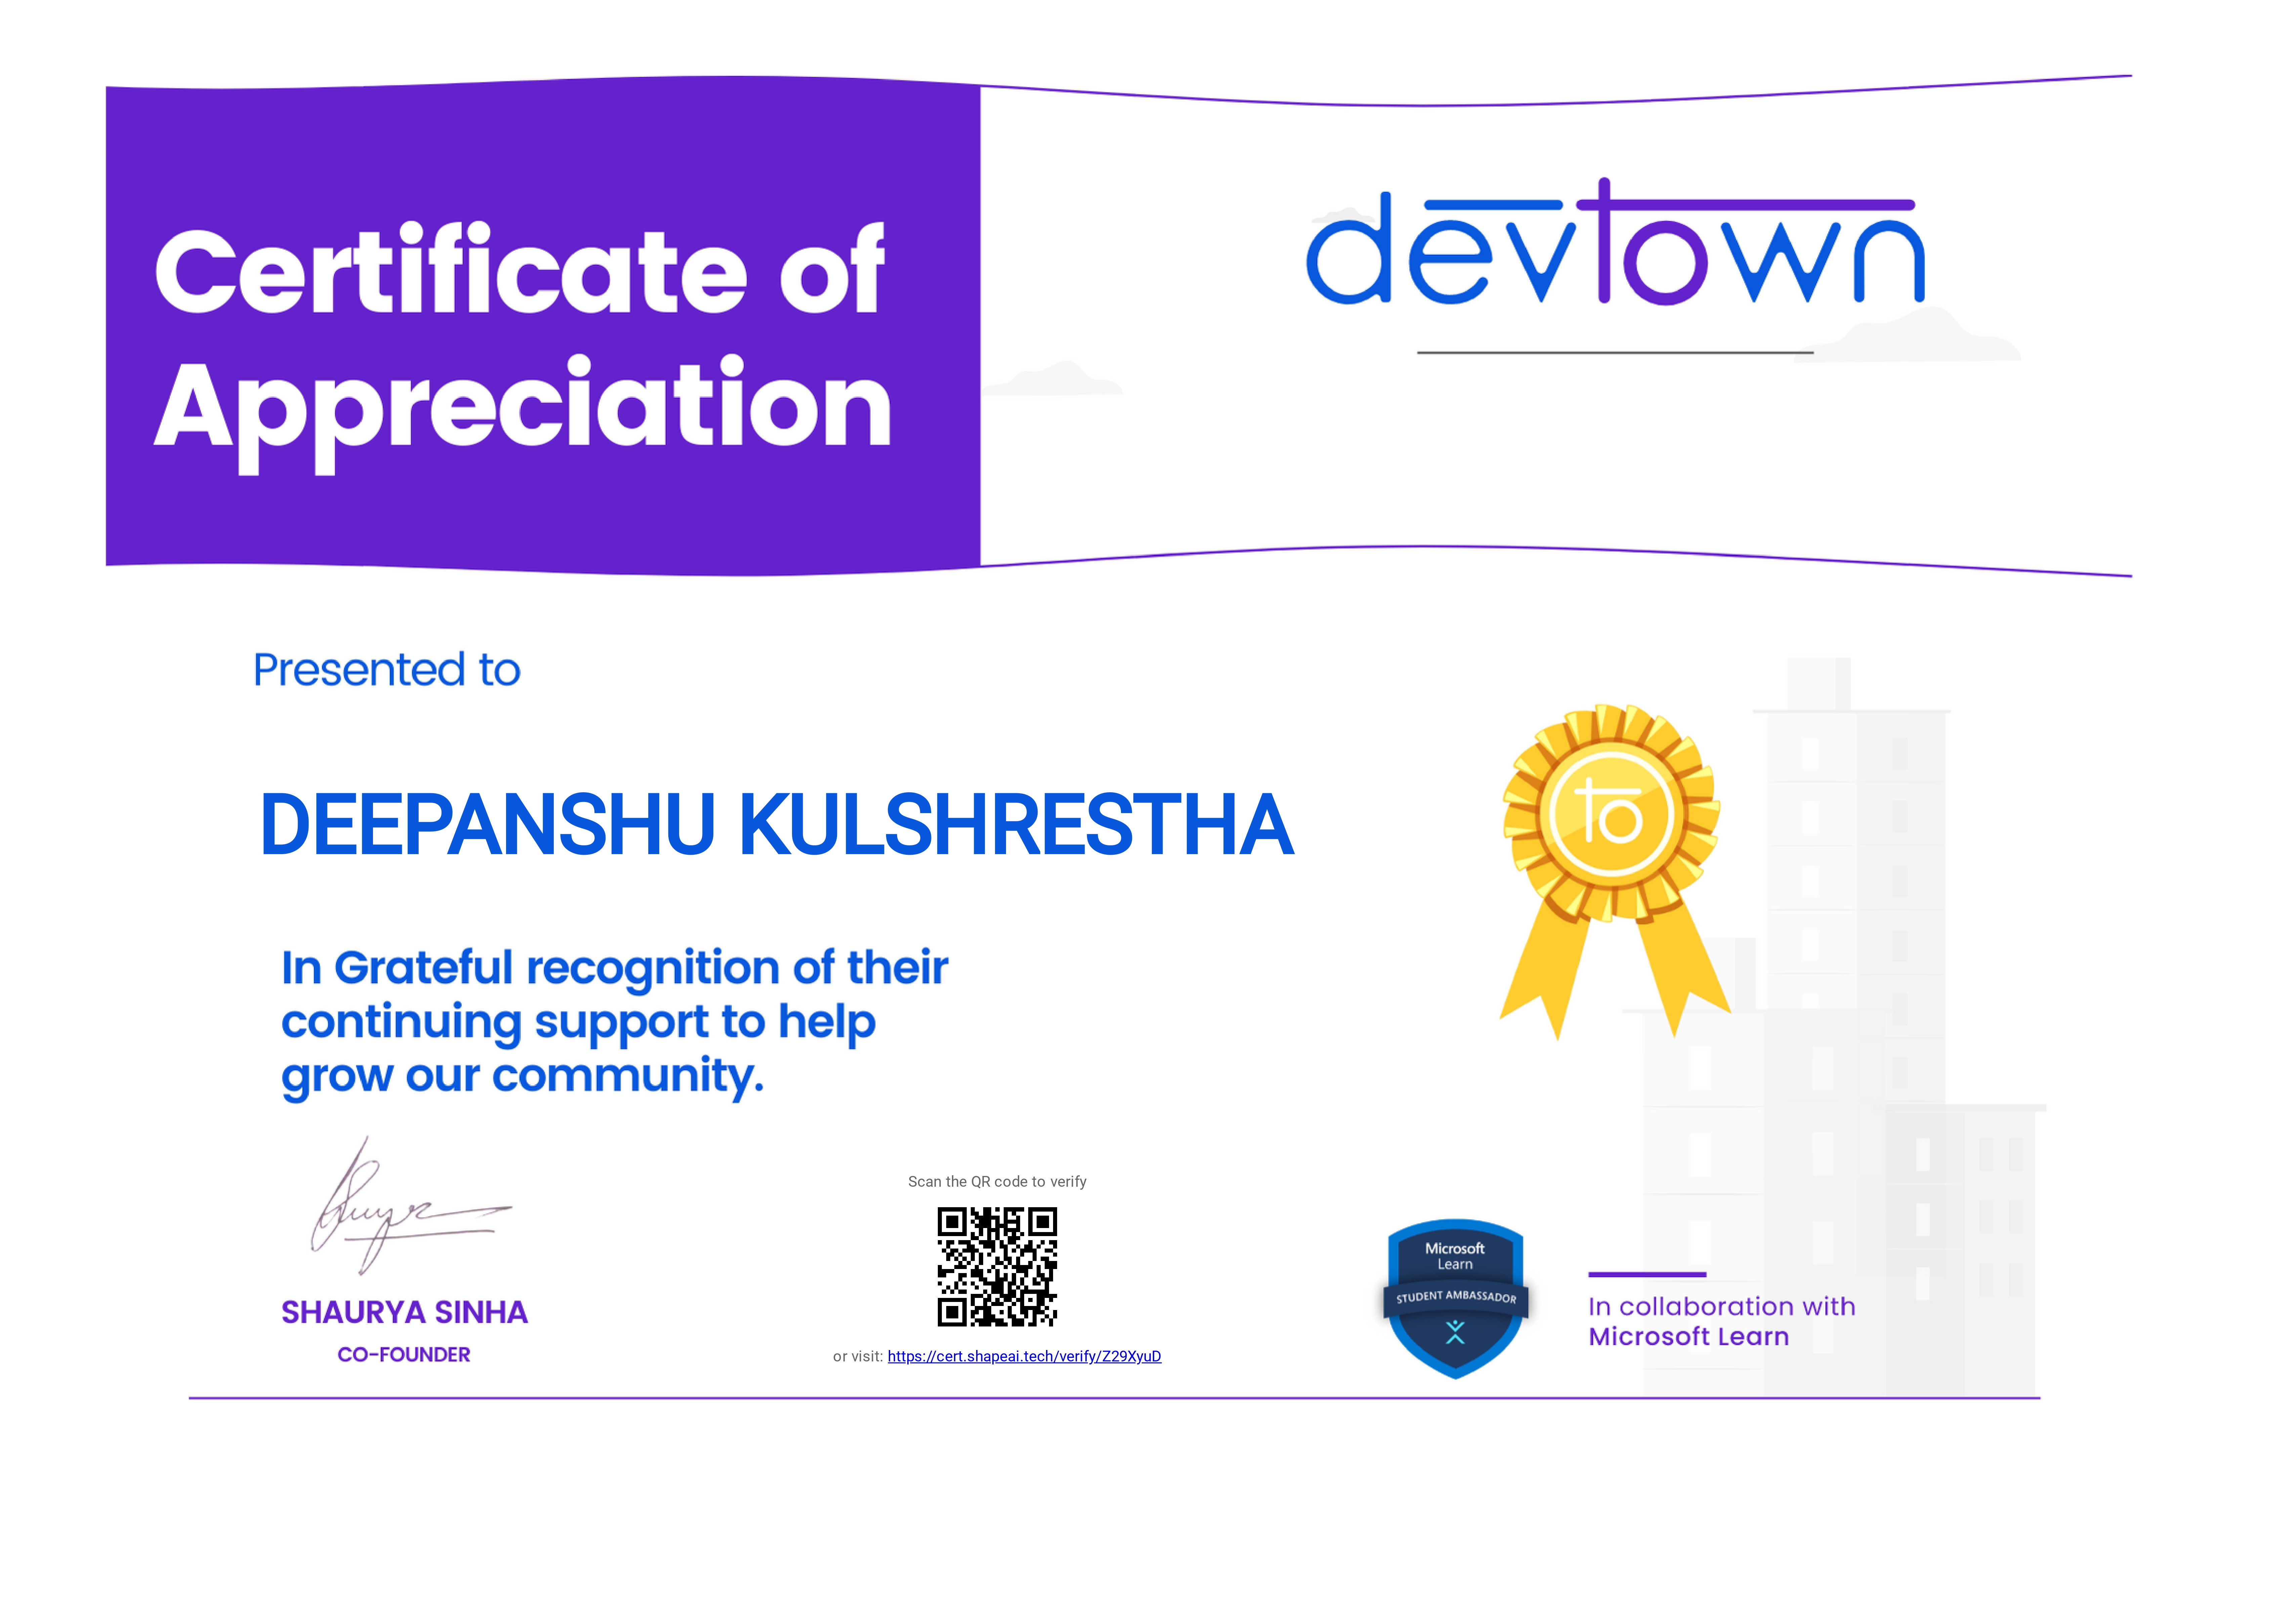 Certificate of
Appreciation
devtown
Presented to
DEEPANSHU KULSHRESTHA
to
In Grateful recognition of their
continuing support to help
grow our community.
SHAURYA SINHA
CO-FOUNDER
Scan the QR code to verify
or visit: https://cert.shapeai.tech/verify/Z29XyuD
Microsoft
Learn
STUDENT AMBASSADOR
In collaboration with
Microsoft Learn